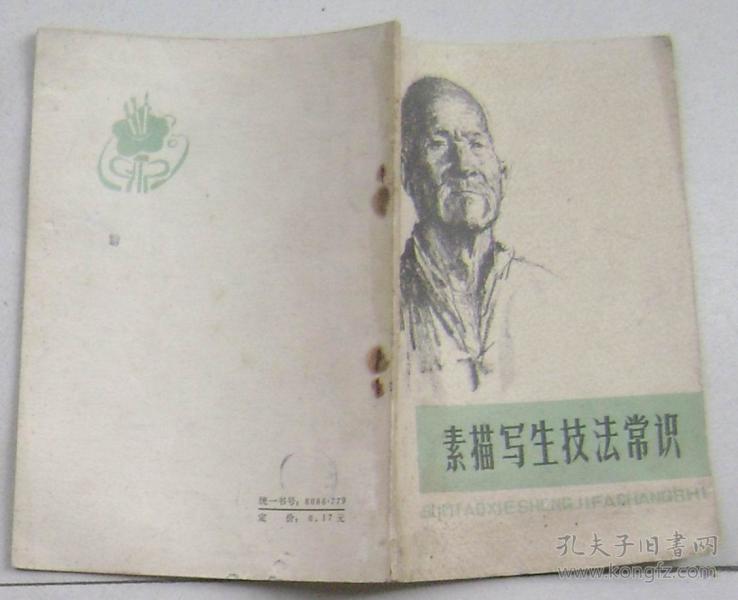 素描写生技法常识
SUMIAOXIESHENGJIFACHANGSHI
统一书号：8086·779
定 价：0.17元
孔夫子旧书网
www.kongfz.com